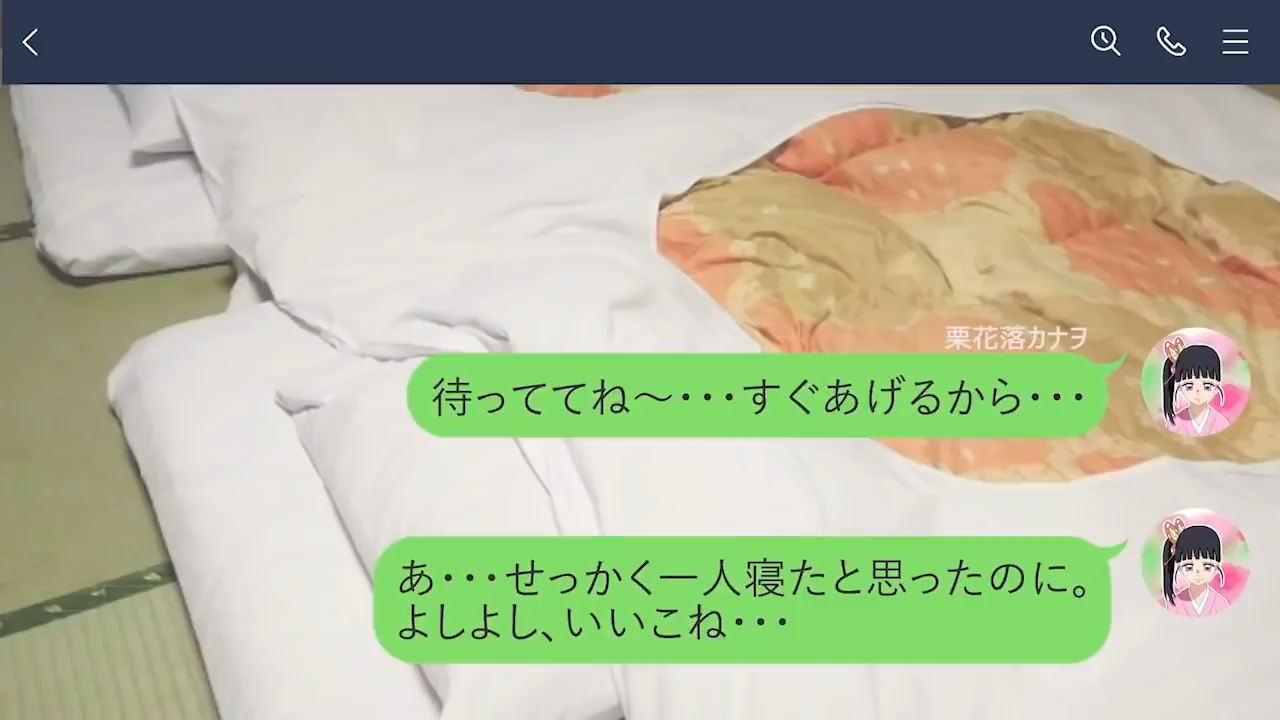 栗花落カナヲ
待っててね～・・・すぐあげるから・・・
あ・・・せっかく一人寝たと思ったのに。
よしよし、いいこね・・・